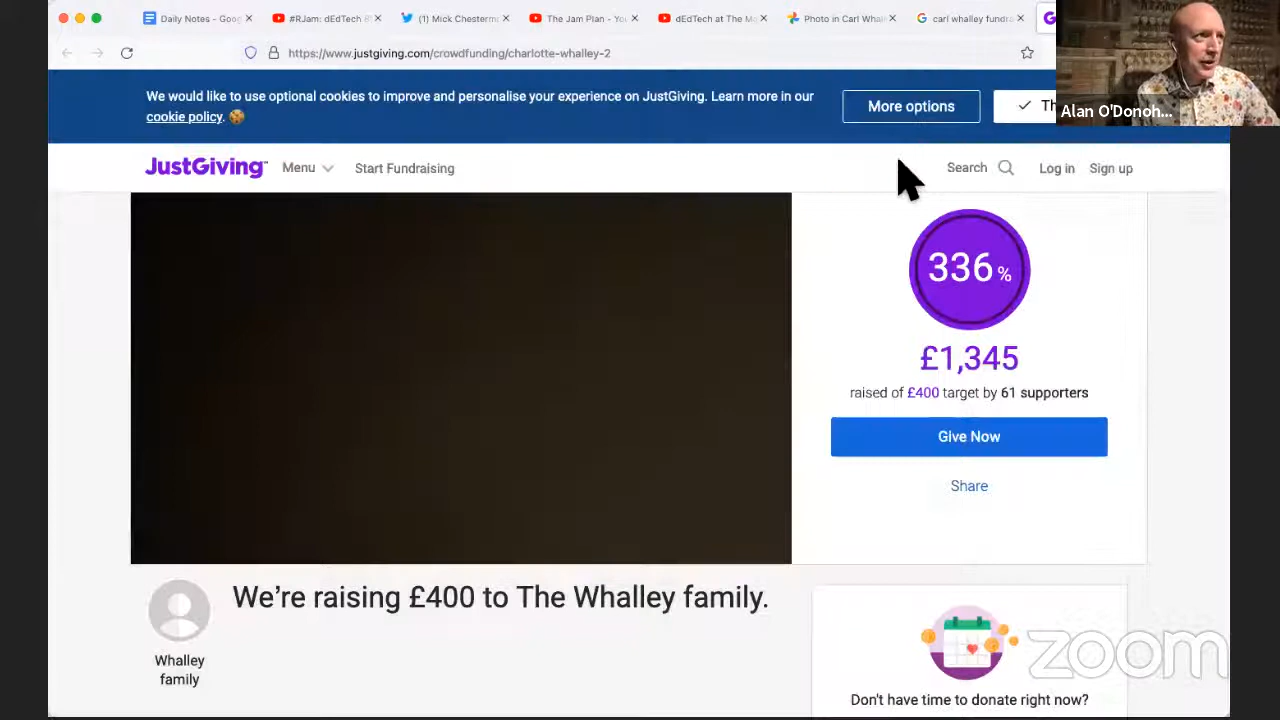 Daily Notes - Goog
#RJam: dEdTech 
(1) Mick Chesterm
The Jam Plan - You
dEdTech at The M
Photo in Carl Whal
carl whalley fundra
https://www.justgiving.com/crowdfunding/charlotte-whalley-2
We would like to use optional cookies to improve and personalise your experience on JustGiving. Learn more in our
cookie policy.
More options
Th
Alan O'Donoh...
JustGiving™
Menu
Start Fundraising
Search
Log in
Sign up
336 %
£1,345
raised of £400 target by 61 supporters
Give Now
Share
We're raising £400 to The Whalley family.
Whalley
family
zoom
Don't have time to donate right now?